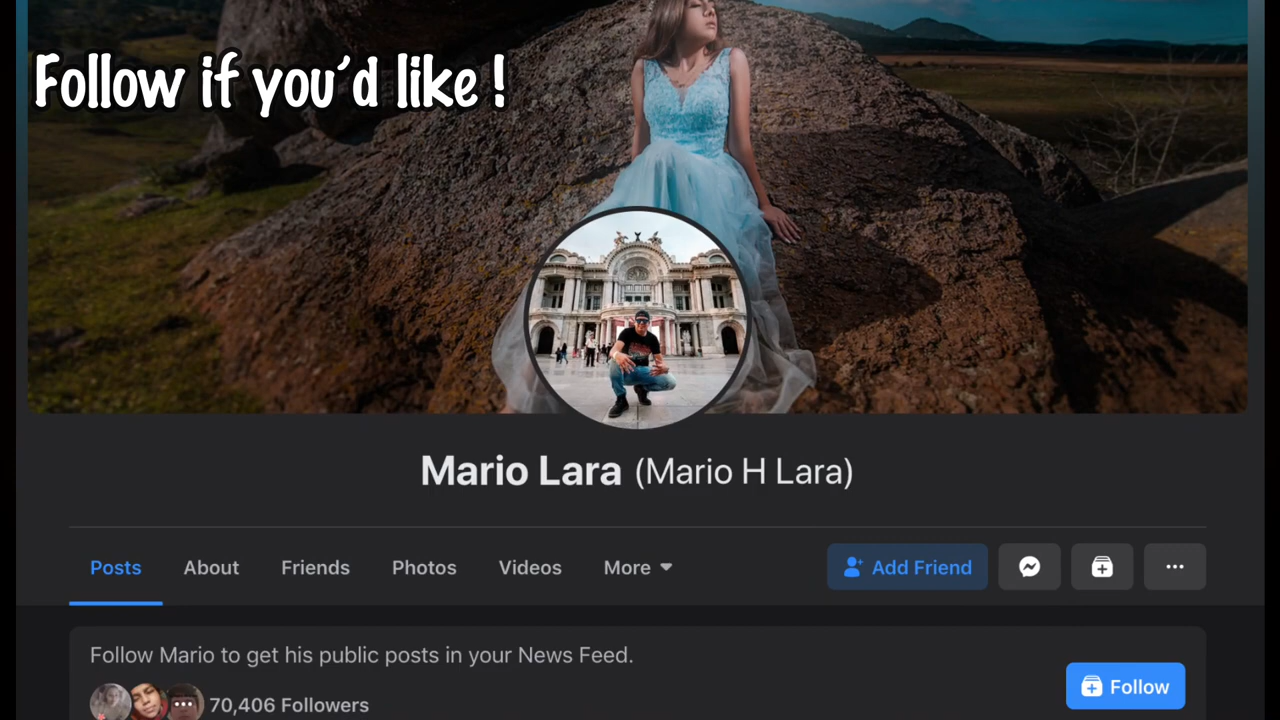 Follow if you'd like !
Mario Lara (Mario H Lara)
Posts About Friends Photos Videos More Add Friend
Follow Mario to get his public posts in your News Feed.
70,406 Followers
Follow